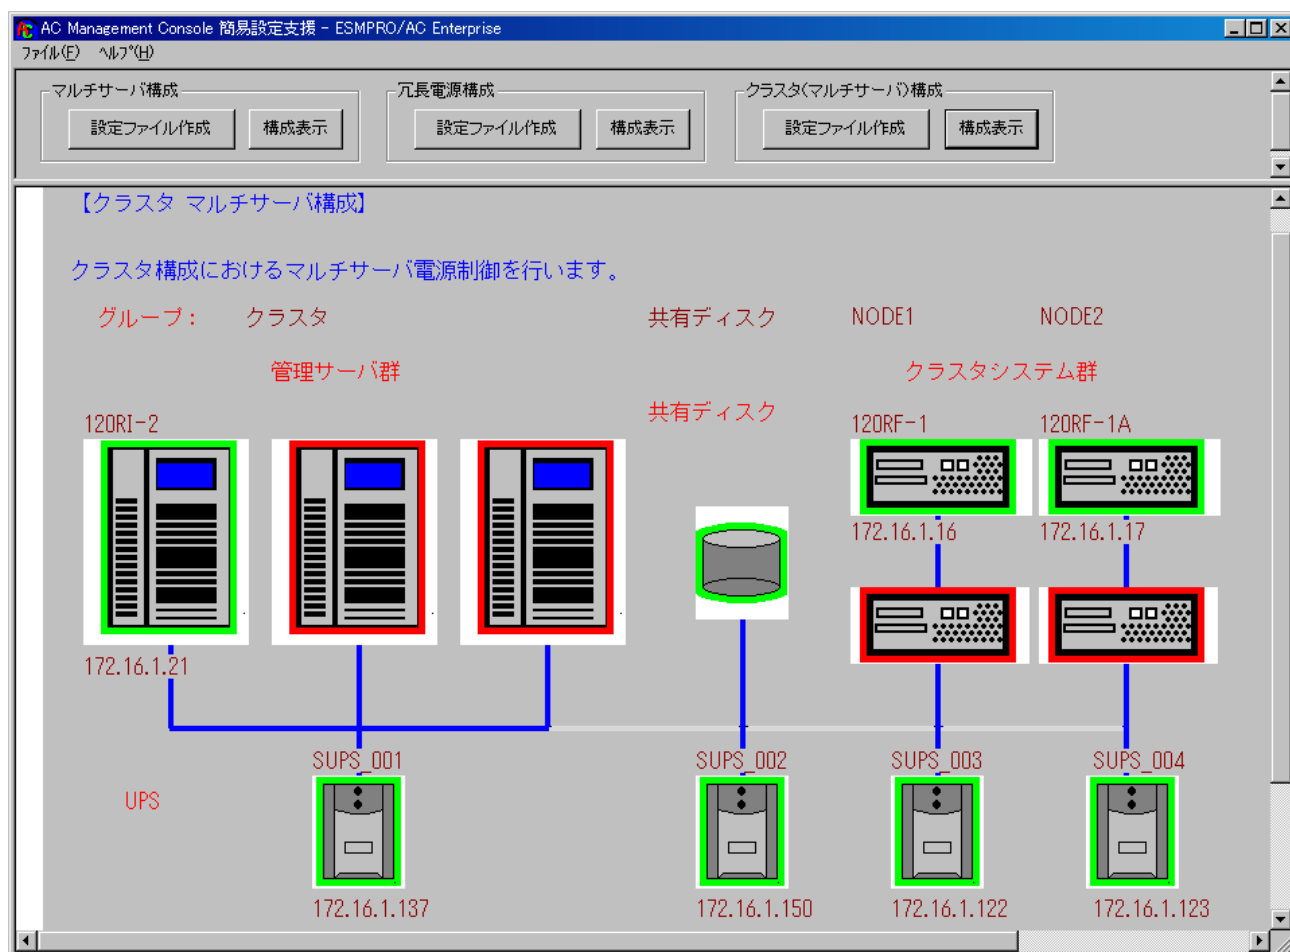 AC Management Console 簡易設定支援 - ESMPRO/AC Enterprise
ファイル(F) ヘルプ(H)
マルチサーバ構成 冗長電源構成 クラスタ(マルチサーバ)構成
設定ファイル作成 構成表示 設定ファイル作成 構成表示 設定ファイル作成 構成表示
【クラスタ マルチサーバ構成】
クラスタ構成におけるマルチサーバ電源制御を行います。
グループ: クラスタ 共有ディスク NODE1 NODE2
管理サーバ群 クラスタシステム群
共有ディスク
120RI-2 120RF-1 120RF-1A
172.16.1.16 172.16.1.17
172.16.1.21
SUPS_001 SUPS_002 SUPS_003 SUPS_004
UPS
172.16.1.137 172.16.1.150 172.16.1.122 172.16.1.123